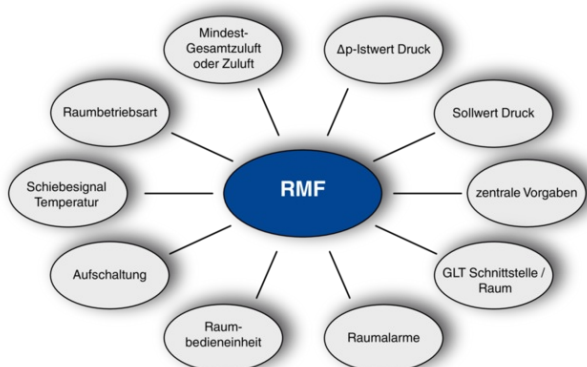 Mindest-
Gesamtzuluft
oder Zuluft
Δp-Istwert Druck
Raumbetriebsart
Sollwert Druck
RMF
Schiebesignal
Temperatur
zentrale Vorgaben
Aufschaltung
GLT Schnittstelle /
Raum
Raum-
bedieneinheit
Raumalarme